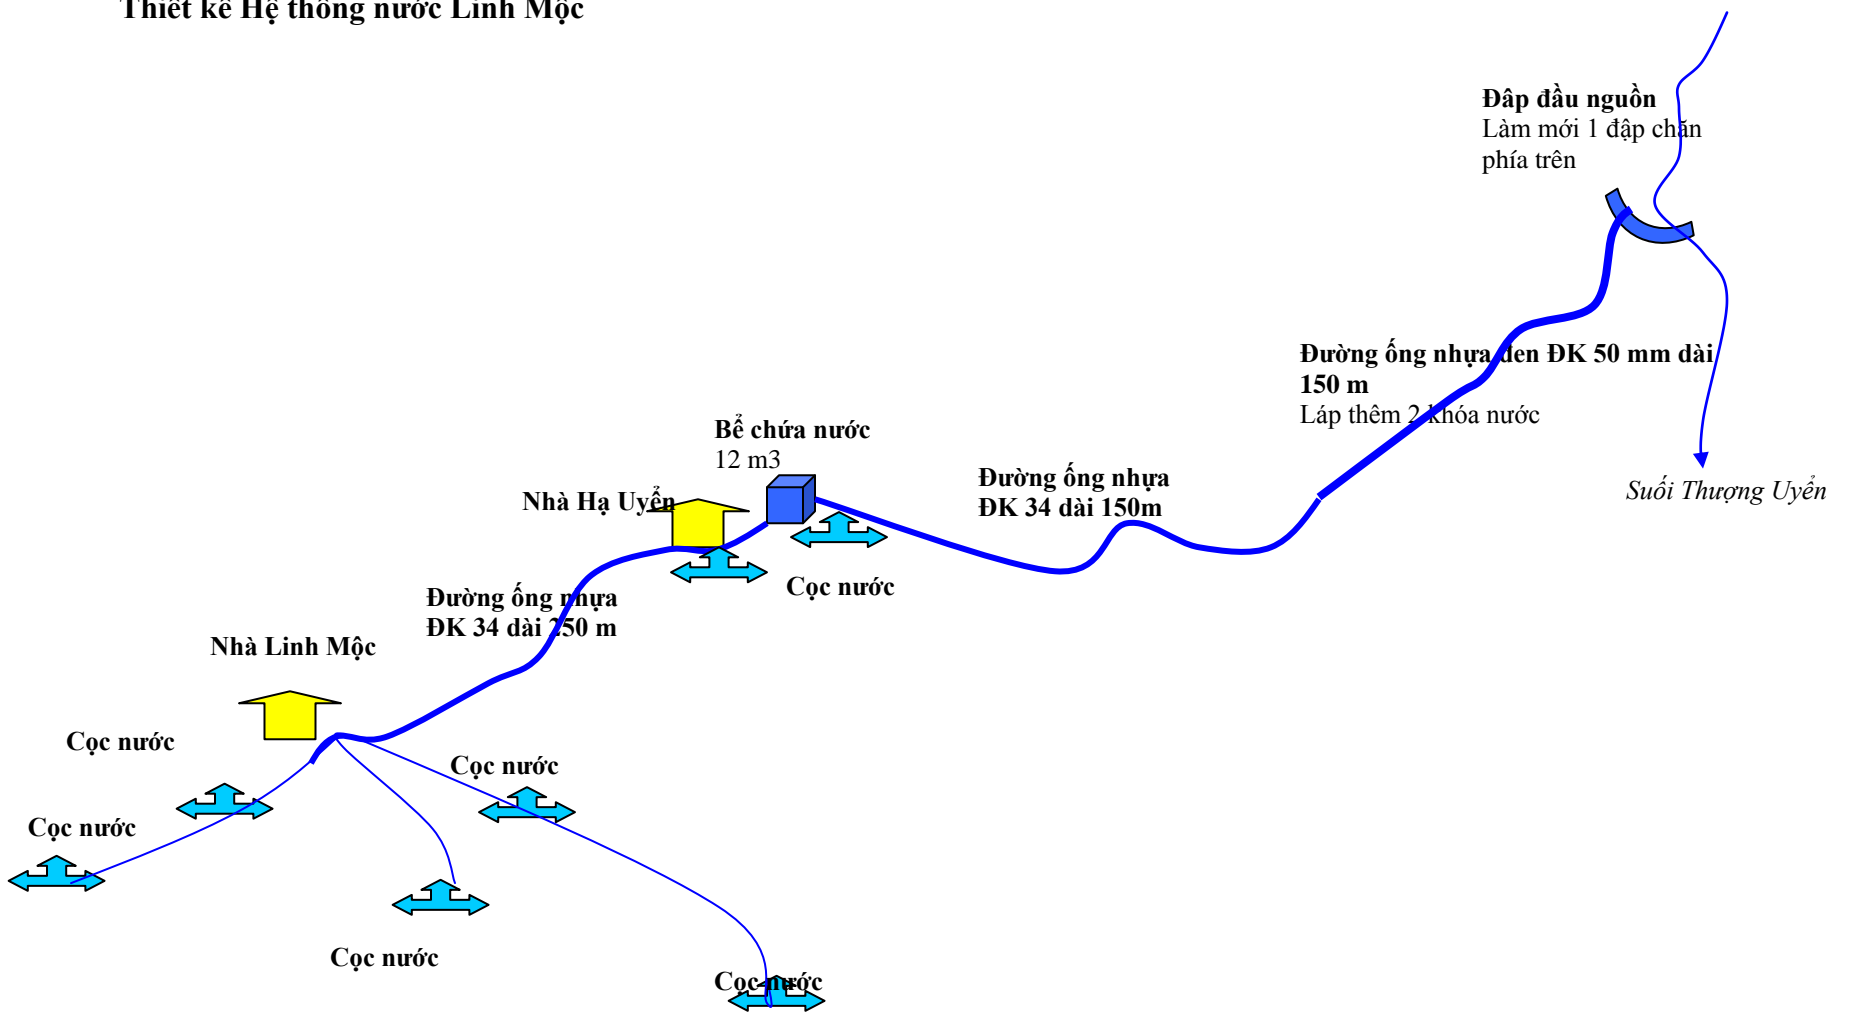 Thiết kế Hệ thống nước Linh Mộc
Đâp đầu nguồn
Làm mới 1 đập chăn
phía trên
Đường ống nhựa đen ĐK 50 mm dài
150 m
Láp thêm 2 khóa nước
Suối Thượng Uyển
Bể chứa nước
12 m3
Đường ống nhựa
ĐK 34 dài 150m
Nhà Hạ Uyển
Cọc nước
Đường ống nhựa
ĐK 34 dài 250 m
Nhà Linh Mộc
Cọc nước
Cọc nước
Cọc nước
Cọc nước
Cọc nước